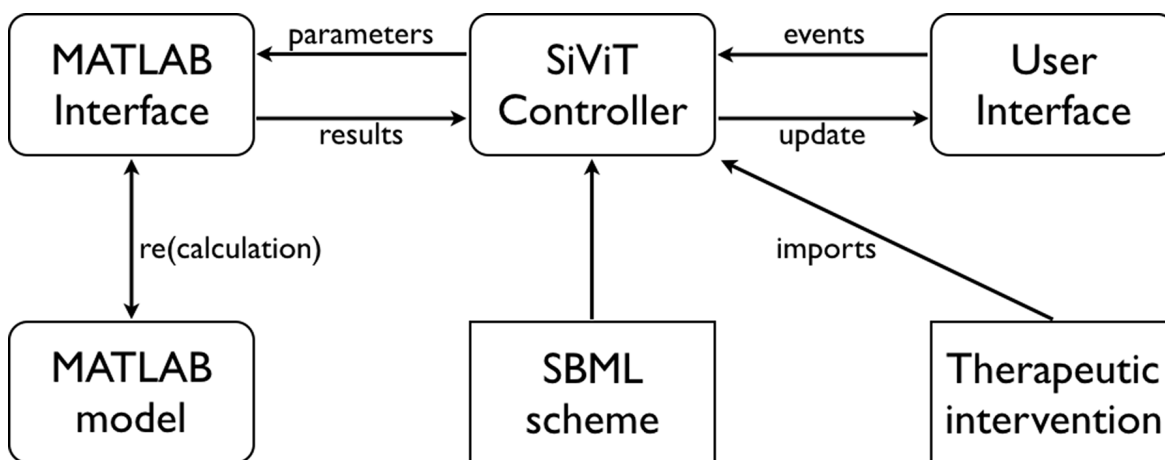 MATLAB
Interface
parameters
results
SiViT
Controller
events
update
User
Interface
re(calculation)
imports
MATLAB
model
SBML
scheme
Therapeutic
intervention